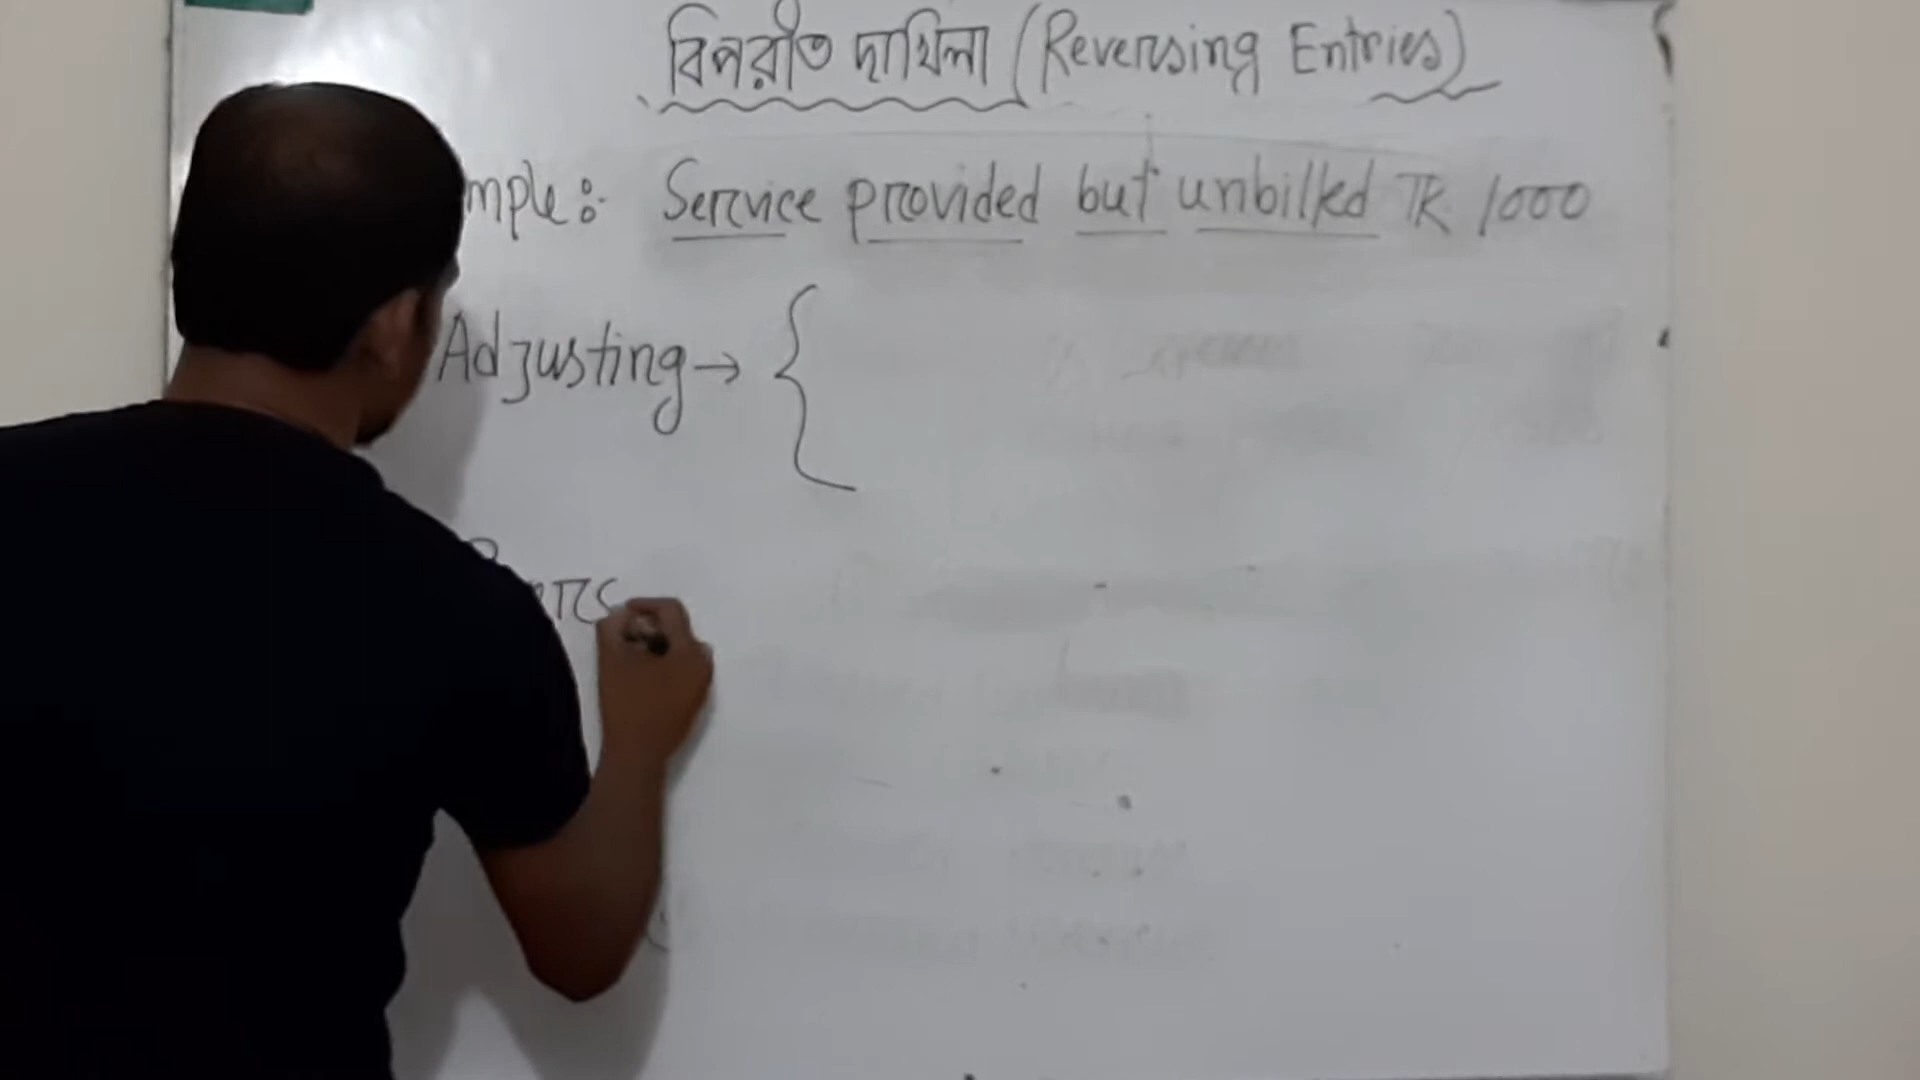 বিপরীত দাখিলা (Reversing Entries)
mple: Service provided but unbilled TK 1000
Adjusting → {